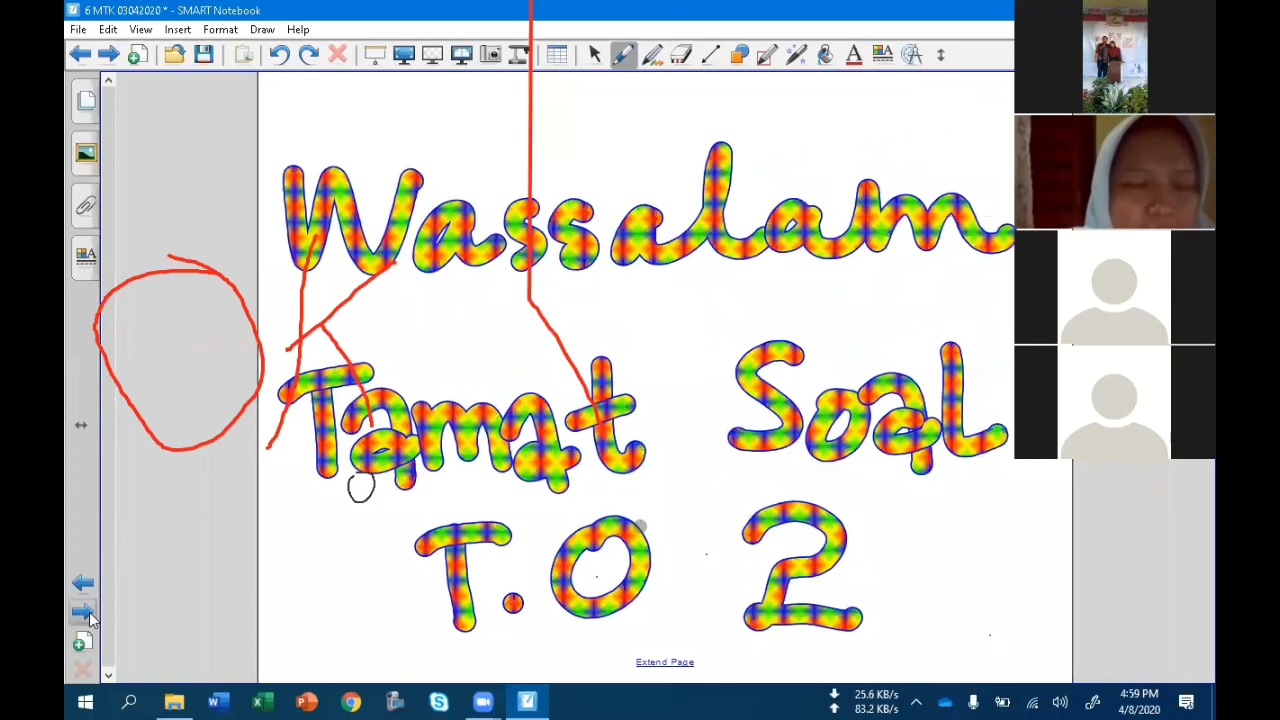 6 MTK 03042020 * - SMART Notebook
File Edit View Insert Format Draw Help
Wassalam
Tamat Soal
T.O 2
Extend Page
25.6 KB/s
83.2 KB/s
4:59 PM
4/8/2020